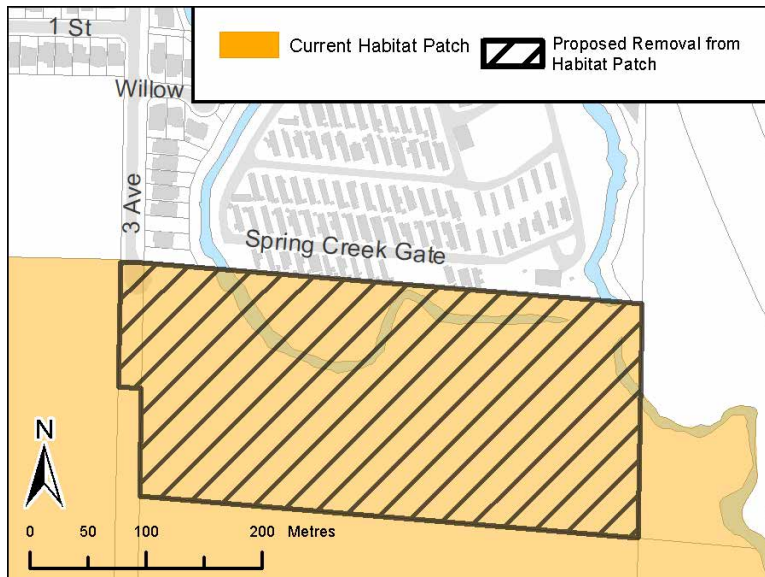 1 St
Current Habitat Patch
Proposed Removal from
Habitat Patch
Willow
3 Ave
Spring Creek Gate
N
0 50 100 200 Metres